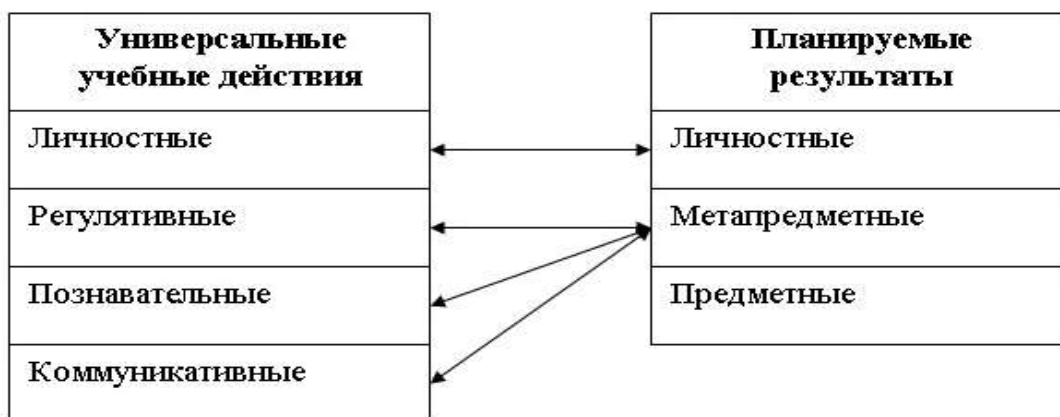 Универсальные
учебные действия
Личностные
Регулятивные
Познавательные
Коммуникативные
Планируемые
результаты
Личностные
Метапредметные
Предметные